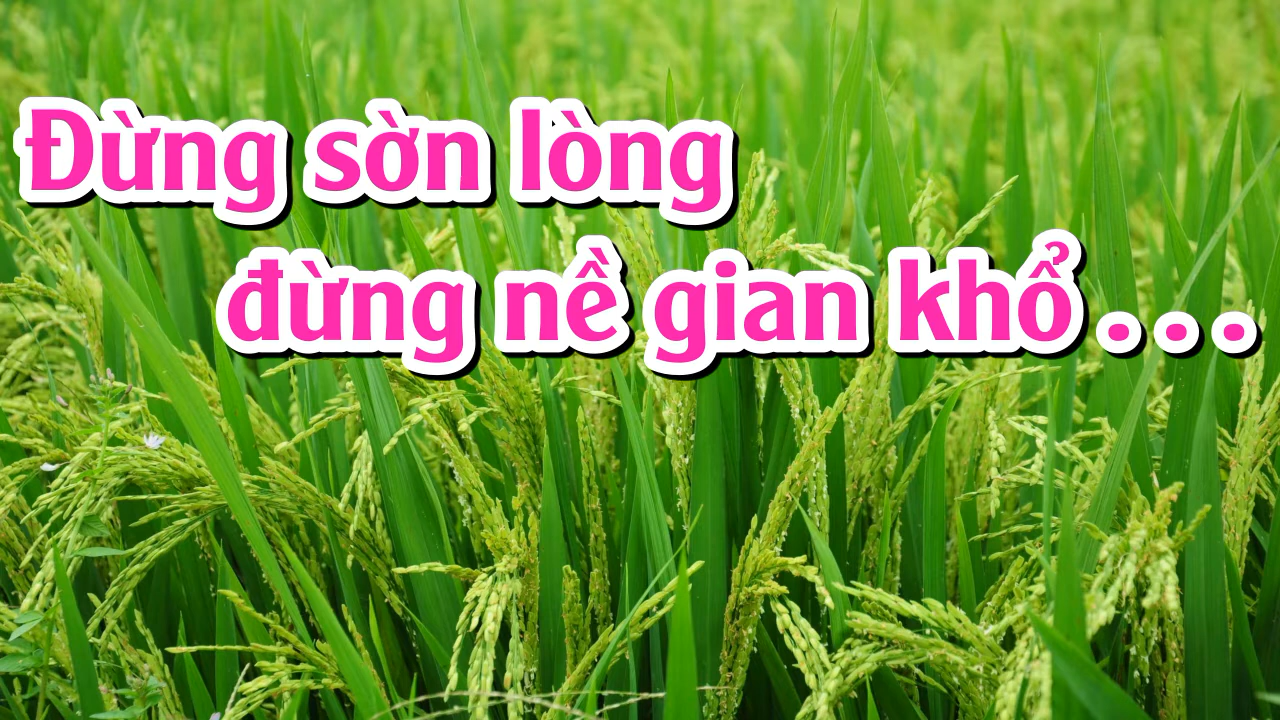 Đừng sờn lòng
đừng nề gian khổ...